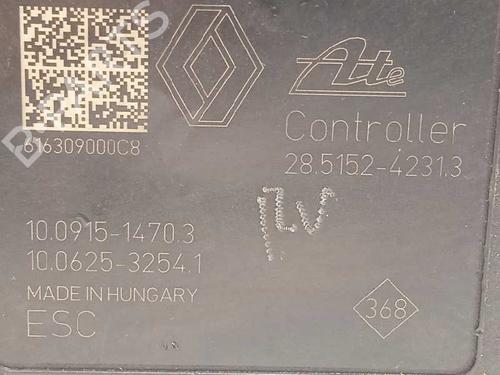 Ate
616309000C8
Controller
28.5152-4231.3
10.0915-1470.3
10.0625-3254.1
MADE IN HUNGARY
ESC
368